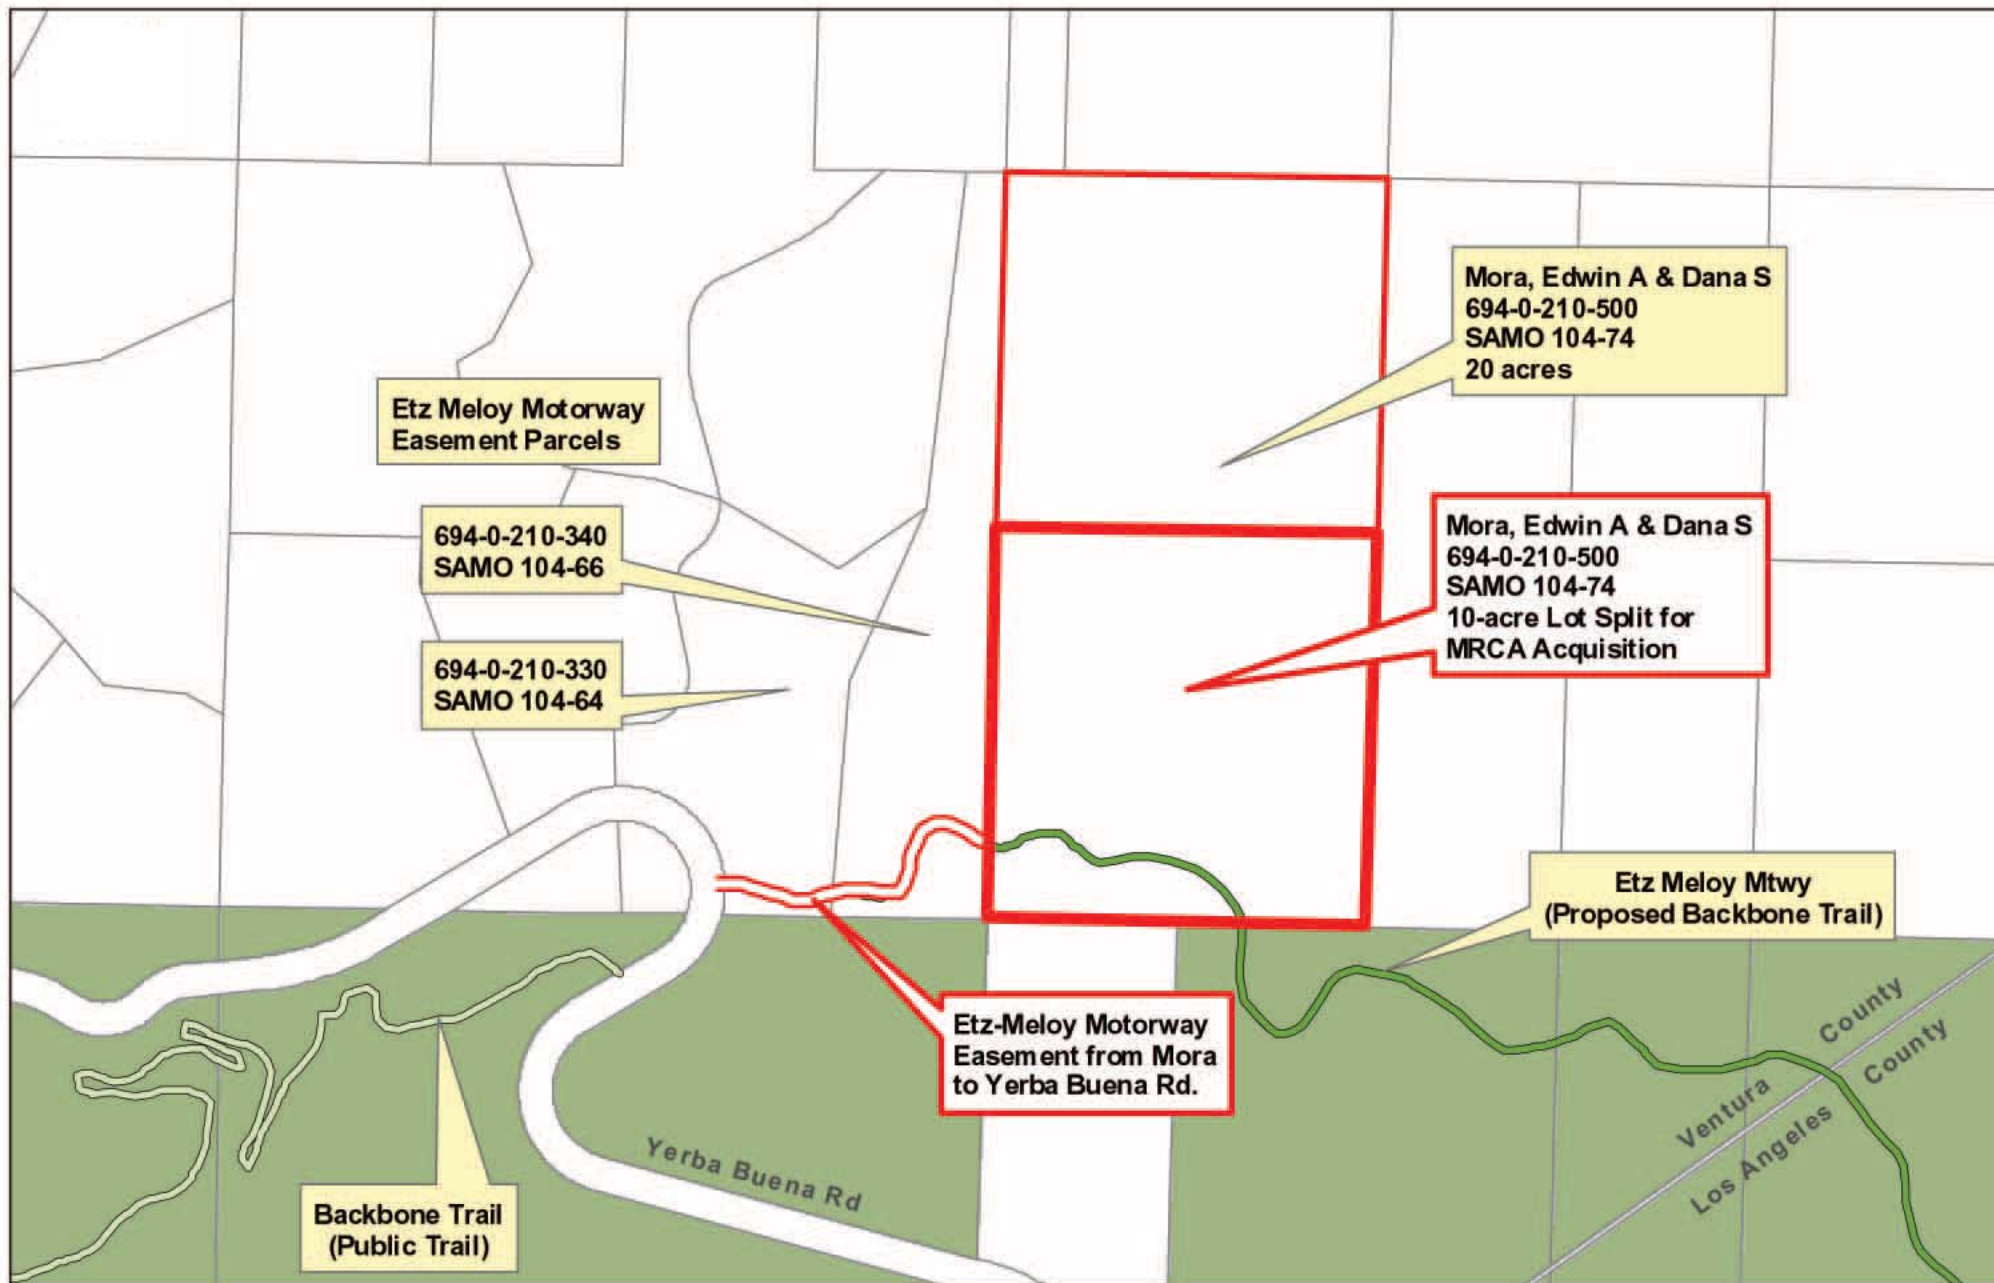 Mora, Edwin A & Dana S
694-0-210-500
SAMO 104-74
20 acres
Etz Meloy Motorway
Easement Parcels
694-0-210-340
SAMO 104-66
Mora, Edwin A & Dana S
694-0-210-500
SAMO 104-74
10-acre Lot Split for
MRCA Acquisition
694-0-210-330
SAMO 104-64
Etz Meloy Mtwy
(Proposed Backbone Trail)
Etz-Meloy Motorway
Easement from Mora
to Yerba Buena Rd.
Ventura County
Los Angeles County
Yerba Buena Rd
Backbone Trail
(Public Trail)